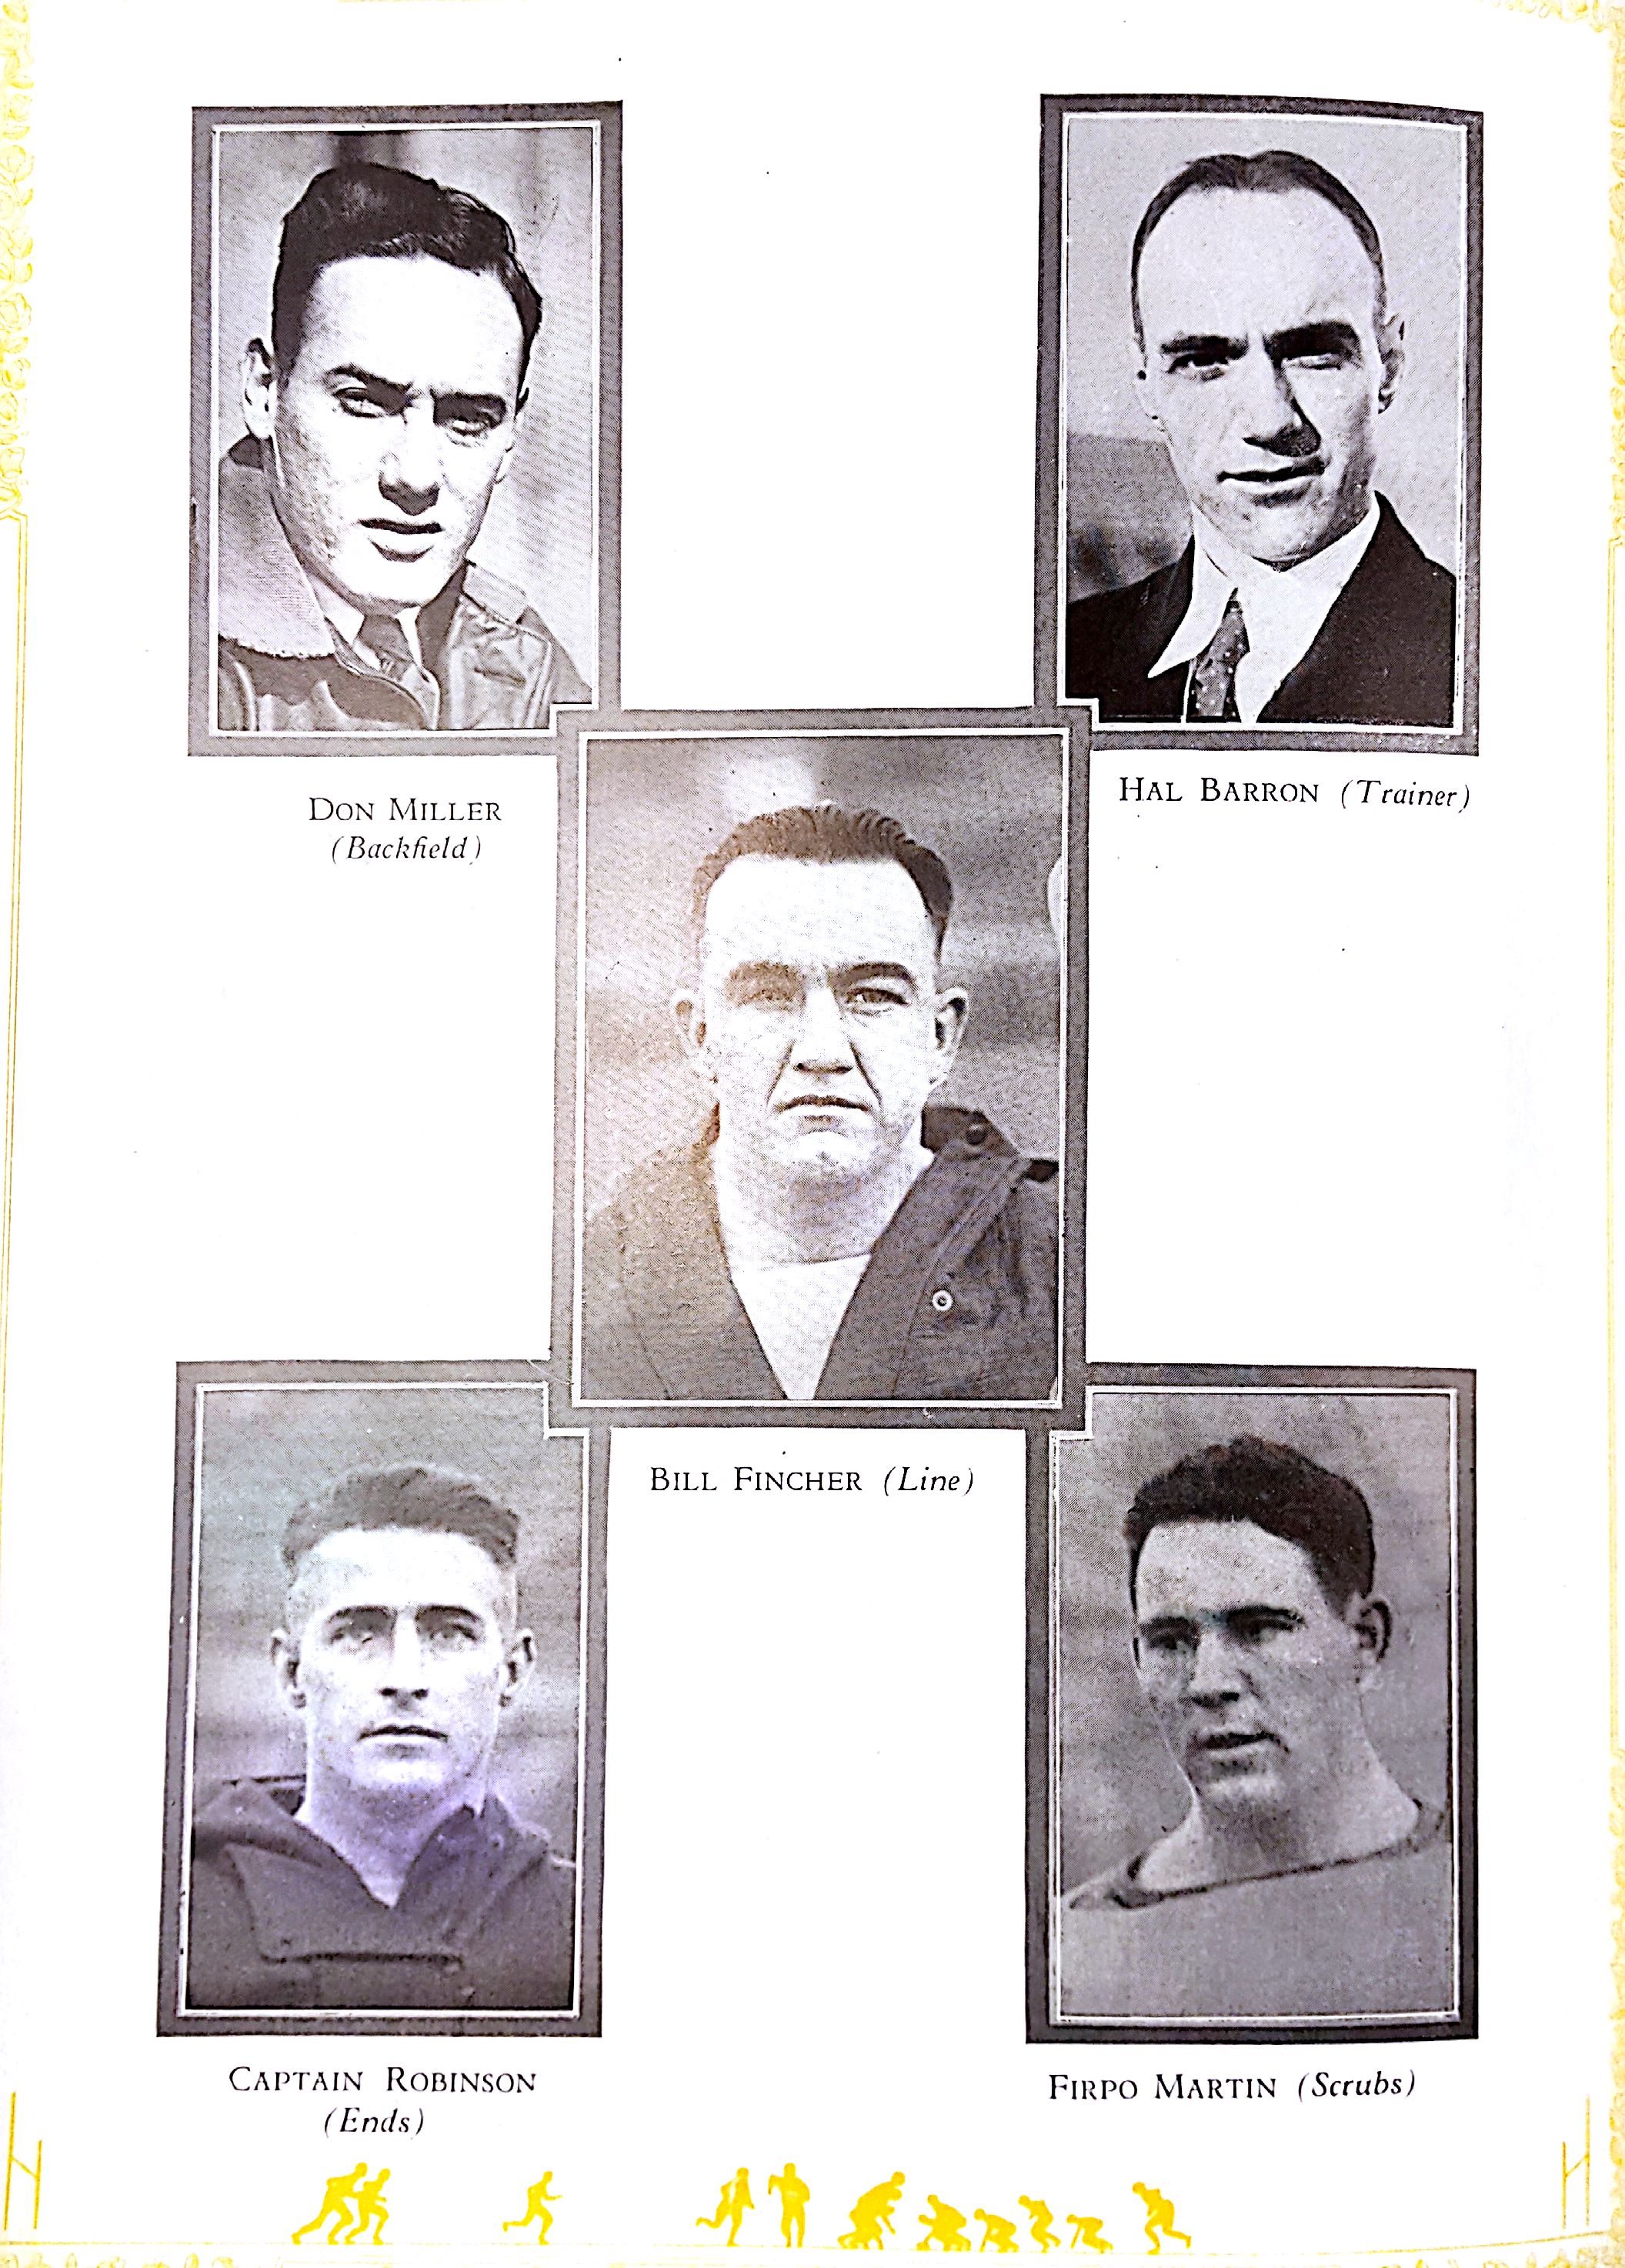 DON MILLER
(Backfield)
HAL BARRON (Trainer)
BILL FINCHER (Line)
CAPTAIN ROBINSON
(Ends)
FIRPO MARTIN (Scrubs)